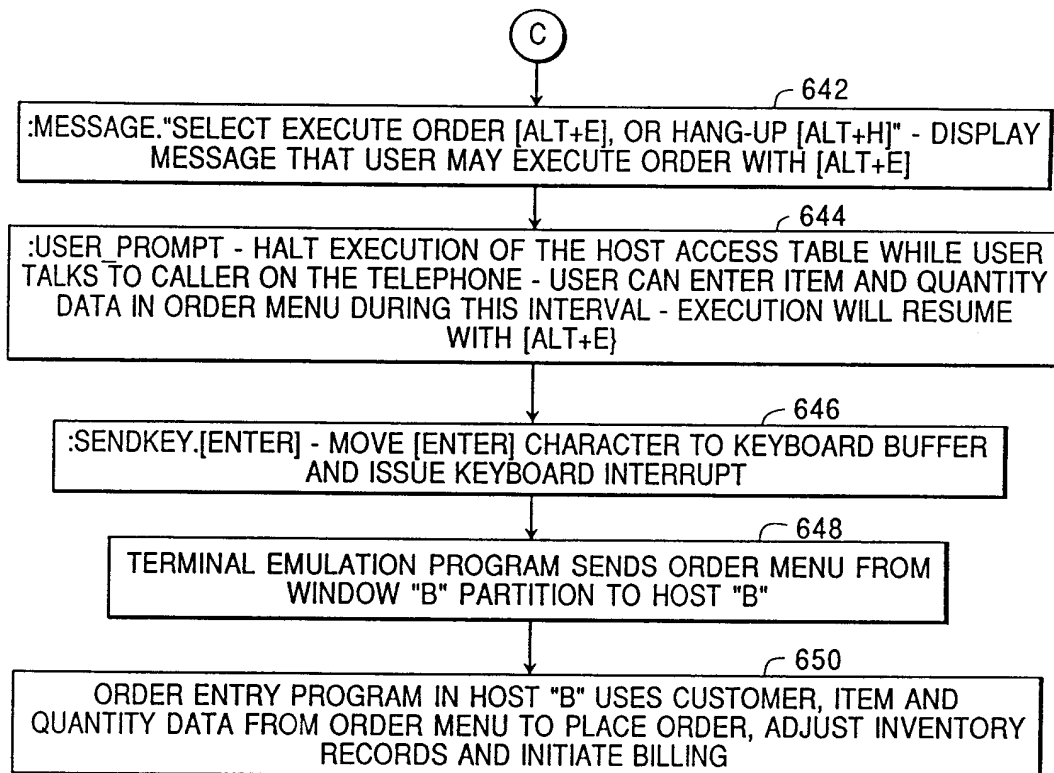 C
642
:MESSAGE."SELECT EXECUTE ORDER [ALT+E], OR HANG-UP [ALT+H]" - DISPLAY
MESSAGE THAT USER MAY EXECUTE ORDER WITH [ALT+E]
644
:USER_PROMPT - HALT EXECUTION OF THE HOST ACCESS TABLE WHILE USER
TALKS TO CALLER ON THE TELEPHONE - USER CAN ENTER ITEM AND QUANTITY
DATA IN ORDER MENU DURING THIS INTERVAL - EXECUTION WILL RESUME
WITH [ALT+E}
646
:SENDKEY.[ENTER] - MOVE [ENTER] CHARACTER TO KEYBOARD BUFFER
AND ISSUE KEYBOARD INTERRUPT
648
TERMINAL EMULATION PROGRAM SENDS ORDER MENU FROM
WINDOW "B" PARTITION TO HOST "B"
650
ORDER ENTRY PROGRAM IN HOST "B" USES CUSTOMER, ITEM AND
QUANTITY DATA FROM ORDER MENU TO PLACE ORDER, ADJUST INVENTORY
RECORDS AND INITIATE BILLING